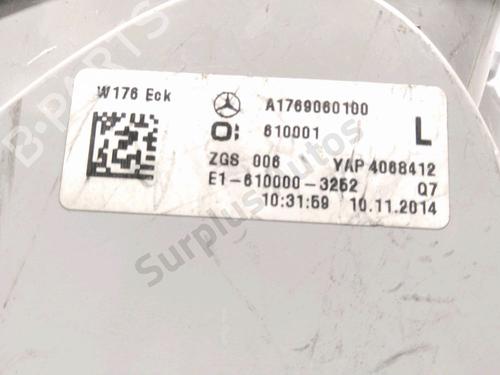 W176 Eck
A1769060100
O: 610001 L
ZGS 006 YAP 4068412
E1-610000-3252 Q7
10:31:59 10.11.2014
B-PARTS
Surplus Autos